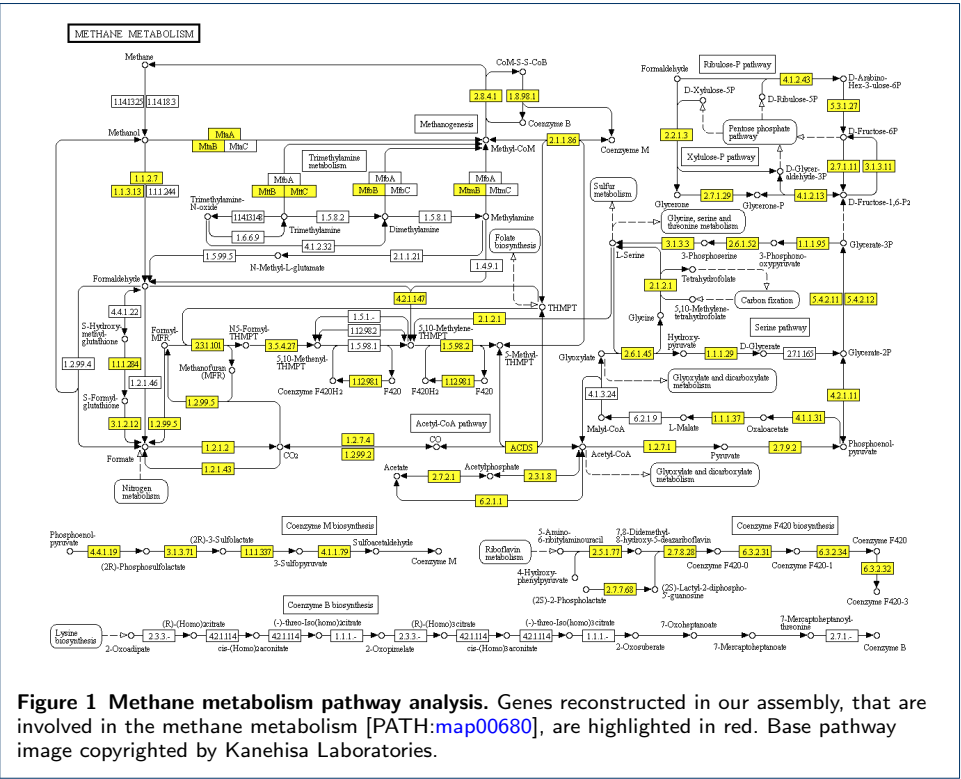 METHANE METABOLISM
Methane
CoM-S-S-CoB
Formaldehyde
Ribulose-P pathway
4.1.2.43
D-Arabino-
Hex-3-ulose-6P
1.14.13.25 1.14.18.3
2.8.4.1
1.8.98.1
D-Xylulose-5P
D-Ribulose-5P
5.3.1.27
Methanol
MtaA
MtaB MtaC
Methanogenesis
Coenzyme B
Methyl-CoM
2.1.1.86
Coenzyeme M
2.2.1.3
Pentose phosphate
pathway
D-Fructose-6P
Xylulose-P pathway
2.7.1.11 3.1.3.11
Trimethylamine
metabolism
D-Glycer-
aldehyde-3P
1.1.2.7
1.1.3.13 1.1.1.244
MfbA
MttB MttC
MfbA
MtbB MfbC
MfbA
MtmB MtmC
Sulfur
metabolism
2.7.1.29
4.1.2.13
Glycerone
Glycerone-P
D-Fructose-1,6-P2
Trimethylamine-
N-oxide
1.14.13.148
1.5.8.2
1.5.8.1
Methylamine
Trimethylamine
Dimethylamine
Glycine, serine and
threonine metabolism
1.6.6.9
4.1.2.32
Folate
biosynthesis
3.1.3.3
2.6.1.52
1.1.1.95
Glycerate-3P
L-Serine
3-Phosphoserine
3-Phosphono-
oxypyruvate
1.5.99.5
2.1.1.21
1.4.9.1
N-Methyl-L-glutamate
Formaldehyde
Tetrahydrofolate
2.1.2.1
Carbon fixation
5.4.2.11 5.4.2.12
4.2.1.147
THMPT
5,10-Methylene-
tetrahydrofolate
4.4.1.22
1.5.1.-
2.1.2.1
Glycine
Serine pathway
S-Hydroxy-
methyl-
glutathione
Formyl-
MFR
N5-Formyl-
THMPT
1.12.98.2
5,10-Methylene-
THMPT
2.3.1.101
3.5.4.27
1.5.98.1
1.5.98.2
Glyoxylate
2.6.1.45
Hydroxy-
pyruvate
1.1.1.29
D-Glycerate
2.7.1.165
Glycerate-2P
5,10-Methenyl-
THMPT
5-Methyl-
THMPT
1.2.99.4
1.1.1.284
Methanofuran
(MFR)
1.12.98.1
1.12.98.1
Glyoxylate and dicarboxylate
metabolism
1.2.1.46
Coenzyme F420H2
F420
F420H2
F420
4.1.3.24
4.2.1.11
S-Formyl-
glutathione
1.2.99.5
3.1.2.12
1.2.99.5
Acetyl-CoA pathway
6.2.1.9
1.1.1.37
4.1.1.31
Malyl-CoA
L-Malate
Oxaloacetate
1.2.1.2
1.2.7.4
1.2.99.2
CO
ACDS
1.2.7.1
2.7.9.2
Phosphoenol-
pyruvate
Formate
CO2
Acetyl-CoA
Pyruvate
1.2.1.43
Acetate
Acetylphosphate
2.7.2.1
2.3.1.8
Glyoxylate and dicarboxylate
metabolism
Nitrogen
metabolism
6.2.1.1
Coenzyme M biosynthesis
Coenzyme F420 biosynthesis
Phosphoenol-
pyruvate
4.4.1.19
(2R)-3-Sulfolactate
3.1.3.71
1.1.1.337
4.1.1.79
Sulfoacetaldehyde
(2R)-Phosphosulfolactate
3-Sulfopyruvate
Coenzyme M
5-Amino-
6-ribitylaminouracil
7,8-Didemethyl-
8-hydroxy-5-deazariboflavin
Coenzyme F420
Riboflavin
metabolism
2.5.1.77
2.7.8.28
6.3.2.31
6.3.2.34
Coenzyme F420-0
Coenzyme F420-1
6.3.2.32
4-Hydroxy-
phenylpyruvate
2.7.7.68
(2S)-2-Phospholactate
(2S)-Lactyl-2-diphospho-
5'-guanosine
Coenzyme F420-3
Coenzyme B biosynthesis
Lysine
biosynthesis
(R)-(Homo)2citrate
(-)-threo-Iso(homo)2citrate
(R)-(Homo)3citrate
(-)-threo-Iso(homo)3citrate
7-Oxoheptanoate
7-Mercaptoheptanoyl-
threonine
2.3.3.- 4.2.1.114 4.2.1.114 1.1.1.- 2.3.3.- 4.2.1.114 4.2.1.114 1.1.1.- 2.7.1.-
2-Oxoadipate
cis-(Homo)2aconitate
2-Oxopimelate
cis-(Homo)3aconitate
2-Oxosuberate
7-Mercaptoheptanoate
Coenzyme B
Figure 1 Methane metabolism pathway analysis. Genes reconstructed in our assembly, that are
involved in the methane metabolism [PATH:map00680], are highlighted in red. Base pathway
image copyrighted by Kanehisa Laboratories.